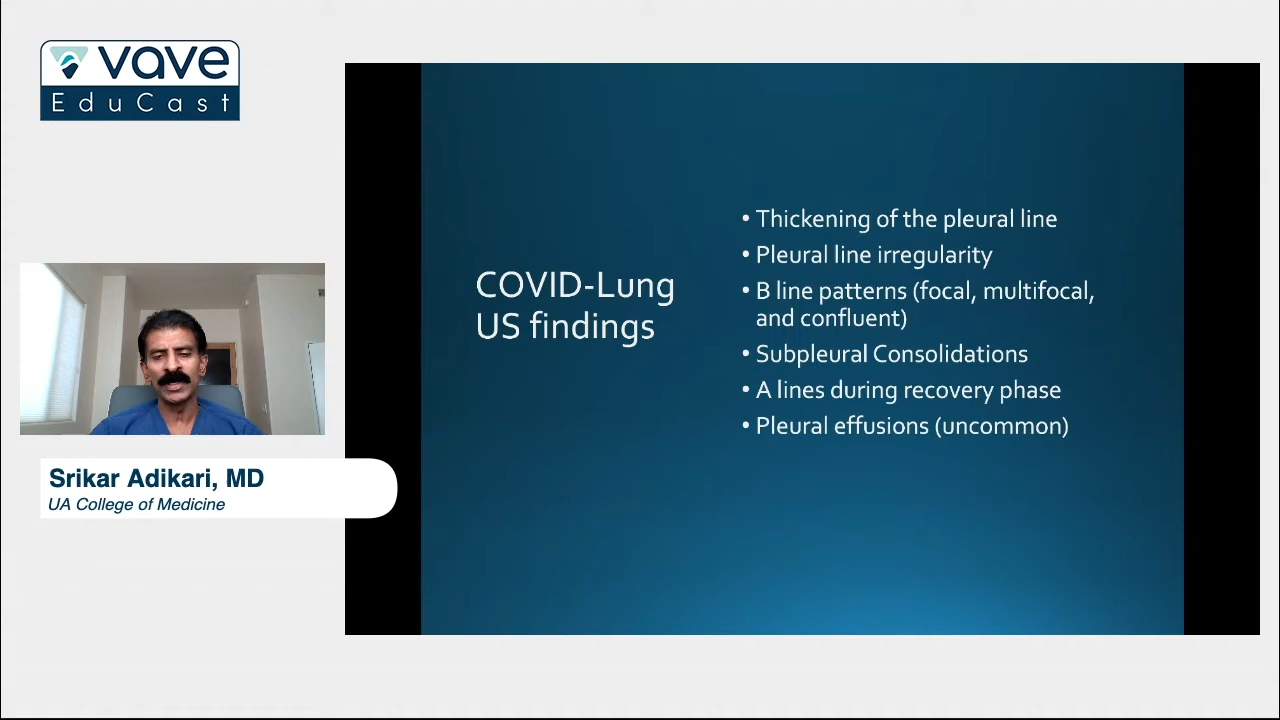 vave
EduCast
Srikar Adikari, MD
UA College of Medicine
COVID-Lung
US findings
• Thickening of the pleural line
• Pleural line irregularity
• B line patterns (focal, multifocal,
and confluent)
• Subpleural Consolidations
• A lines during recovery phase
• Pleural effusions (uncommon)